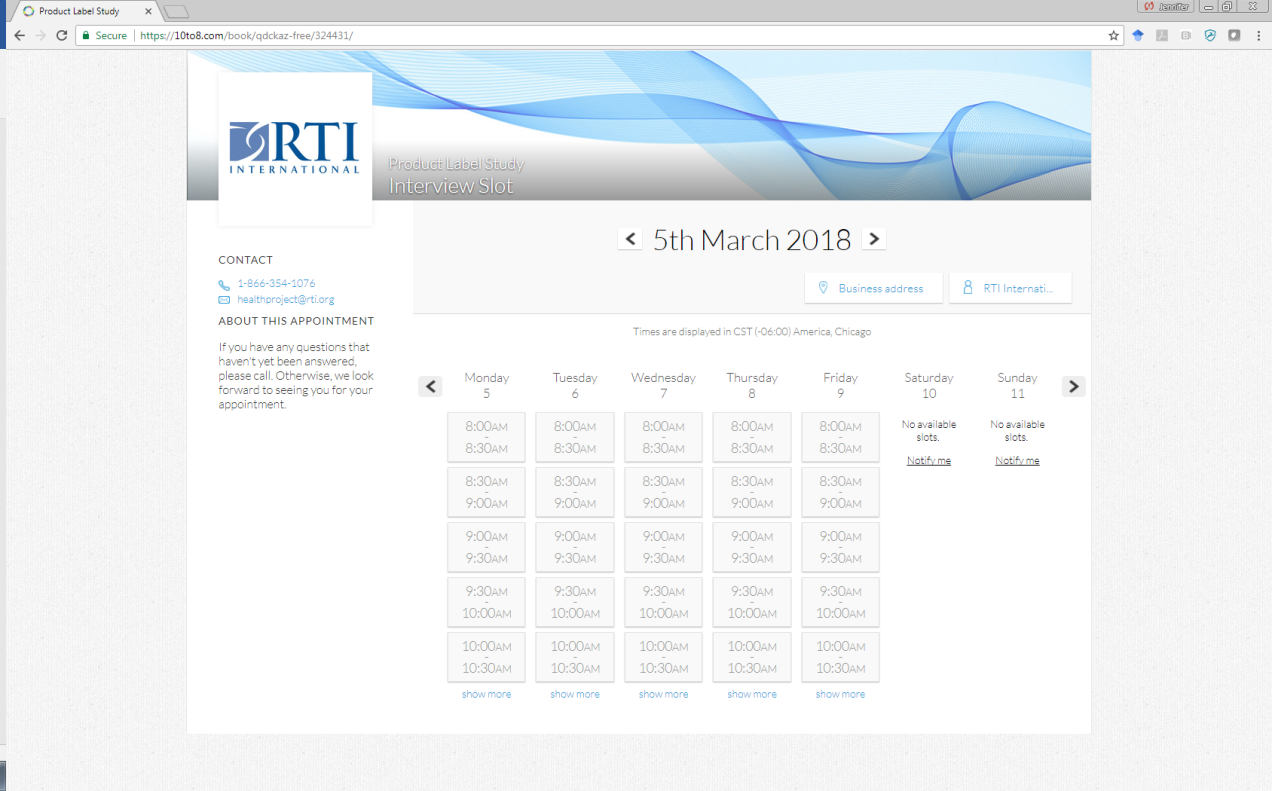 Product Label Study
Jennifer
Secure
https://10to8.com/book/qdckaz-free/324431/
RTI
INTERNATIONAL
Product Label Study
Interview Slot
5th March 2018
Business address
RTI Internati...
CONTACT
1-866-354-1076
healthproject@rti.org
ABOUT THIS APPOINTMENT
If you have any questions that
haven't yet been answered,
please call. Otherwise, we look
forward to seeing you for your
appointment.
Times are displayed in CST (-06:00) America, Chicago
Monday Tuesday Wednesday Thursday Friday Saturday Sunday
5 6 7 8 9 10 11
8:00AM 8:00AM 8:00AM 8:00AM 8:00AM No available No available
- - - - - slots. slots.
8:30AM 8:30AM 8:30AM 8:30AM 8:30AM
Notify me Notify me
8:30AM 8:30AM 8:30AM 8:30AM 8:30AM
- - - - -
9:00AM 9:00AM 9:00AM 9:00AM 9:00AM
9:00AM 9:00AM 9:00AM 9:00AM 9:00AM
- - - - -
9:30AM 9:30AM 9:30AM 9:30AM 9:30AM
9:30AM 9:30AM 9:30AM 9:30AM 9:30AM
- - - - -
10:00AM 10:00AM 10:00AM 10:00AM 10:00AM
10:00AM 10:00AM 10:00AM 10:00AM 10:00AM
- - - - -
10:30AM 10:30AM 10:30AM 10:30AM 10:30AM
show more show more show more show more show more